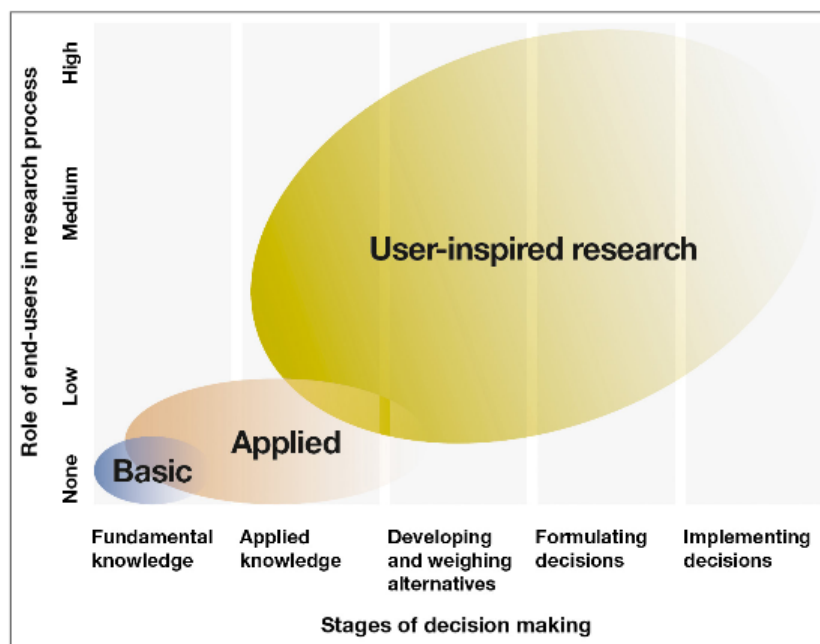 Role of end-users in research process
High
Medium
Low
None
User-inspired research
Applied
Basic
Fundamental
knowledge
Applied
knowledge
Developing
and weighing
alternatives
Formulating
decisions
Implementing
decisions
Stages of decision making